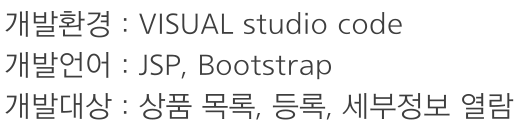 개발환경 : VISUAL studio code
개발언어 : JSP, Bootstrap
개발대상 : 상품 목록, 등록, 세부정보 열람